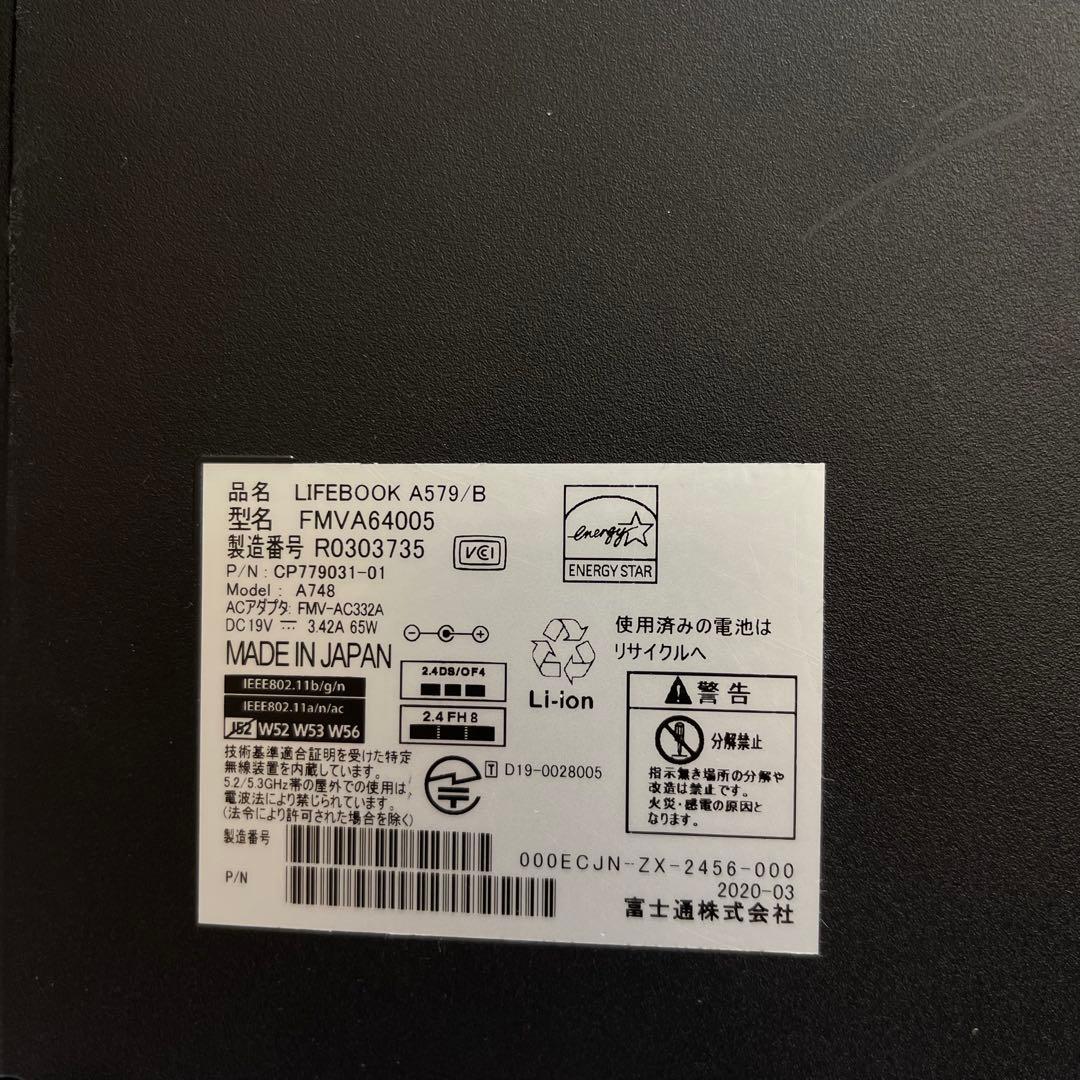 品名 LIFEBOOK A579/B
型名 FMVA64005
製造番号 R0303735
VCCI
P/N : CP779031-01
Model : A748
ACアダプタ: FMV-AC332A
DC19V 3.42A 65W
MADE IN JAPAN
IEEE802.11b/g/n
IEEE802.11a/n/ac
J52 W52 W53 W56
2.4DS/OF4
2.4FH8
技術基準適合証明を受けた特定
無線装置を内蔵しています。
5.2/5.3GHz帯の屋外での使用は、
電波法により禁じられています。
(法令により許可された場合を除く)
T D19-0028005
製造番号
P/N
energy
ENERGY STAR
使用済みの電池は
リサイクルへ
Li-ion
警告
分解禁止
指示無き場所の分解や
改造は禁止です。
火災・感電の原因と
なります。
000ECJN-ZX-2456-000
2020-03
富士通株式会社